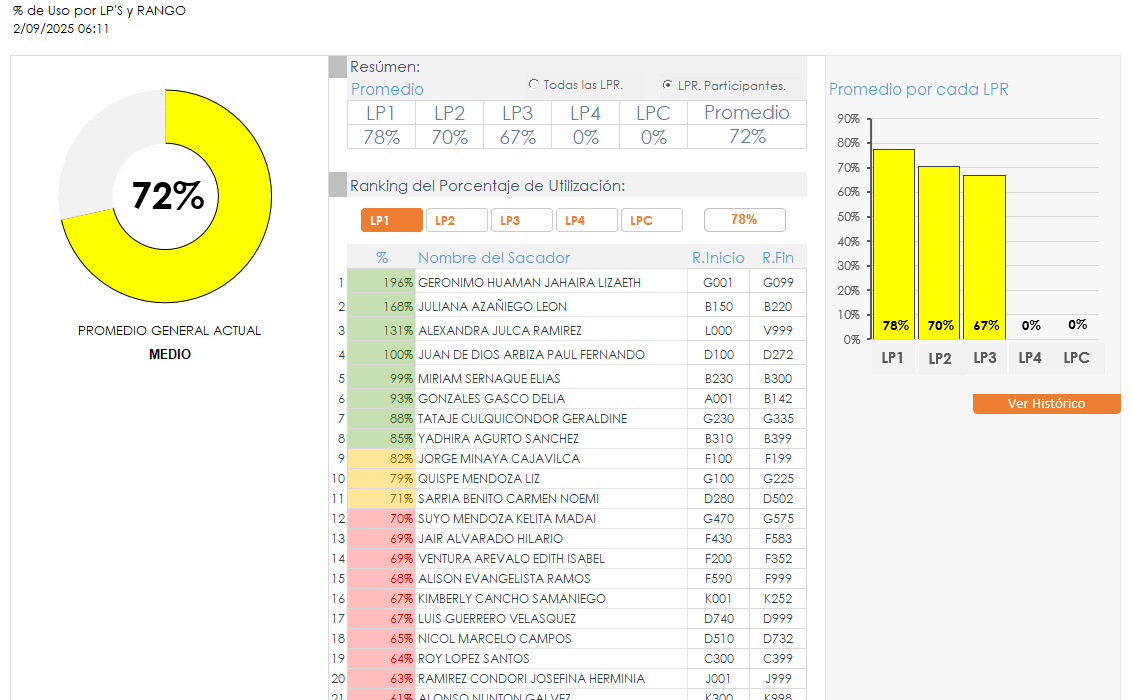 % de Uso por LP'S y RANGO
2/09/2025 06:11
72%
PROMEDIO GENERAL ACTUAL
MEDIO
Resúmen:
Promedio
Todas las LPR.
LPR. Participantes.
LP1 LP2 LP3 LP4 LPC Promedio
78% 70% 67% 0% 0% 72%
Ranking del Porcentaje de Utilización:
LP1 LP2 LP3 LP4 LPC 78%
% Nombre del Sacador R.Inicio R.Fin
1 196% GERONIMO HUAMAN JAHAIRA LIZAETH G001 G099
2 168% JULIANA AZAÑIEGO LEON B150 B220
3 131% ALEXANDRA JULCA RAMIREZ L000 V999
4 100% JUAN DE DIOS ARBIZA PAUL FERNANDO D100 D272
5 99% MIRIAM SERNAQUE ELIAS B230 B300
6 93% GONZALES GASCO DELIA A001 B142
7 88% TATAJE CULQUICONDOR GERALDINE G230 G335
8 85% YADHIRA AGURTO SANCHEZ B310 B399
9 82% JORGE MINAYA CAJAVILCA F100 F199
10 79% QUISPE MENDOZA LIZ G100 G225
11 71% SARRIA BENITO CARMEN NOEMI D280 D502
12 70% SUYO MENDOZA KELITA MADAI G470 G575
13 69% JAIR ALVARADO HILARIO F430 F583
14 69% VENTURA AREVALO EDITH ISABEL F200 F352
15 68% ALISON EVANGELISTA RAMOS F590 F999
16 67% KIMBERLY CANCHO SAMANIEGO K001 K252
17 67% LUIS GUERRERO VELASQUEZ D740 D999
18 65% NICOL MARCELO CAMPOS D510 D732
19 64% ROY LOPEZ SANTOS C300 C399
20 63% RAMIREZ CONDORI JOSEFINA HERMINIA J001 J999
21 61% ALONSO NUNTON GALVEZ K300 K998
Promedio por cada LPR
90%
80%
70%
60%
50%
40%
30%
20%
10%
0%
78% 70% 67% 0% 0%
LP1 LP2 LP3 LP4 LPC
Ver Histórico